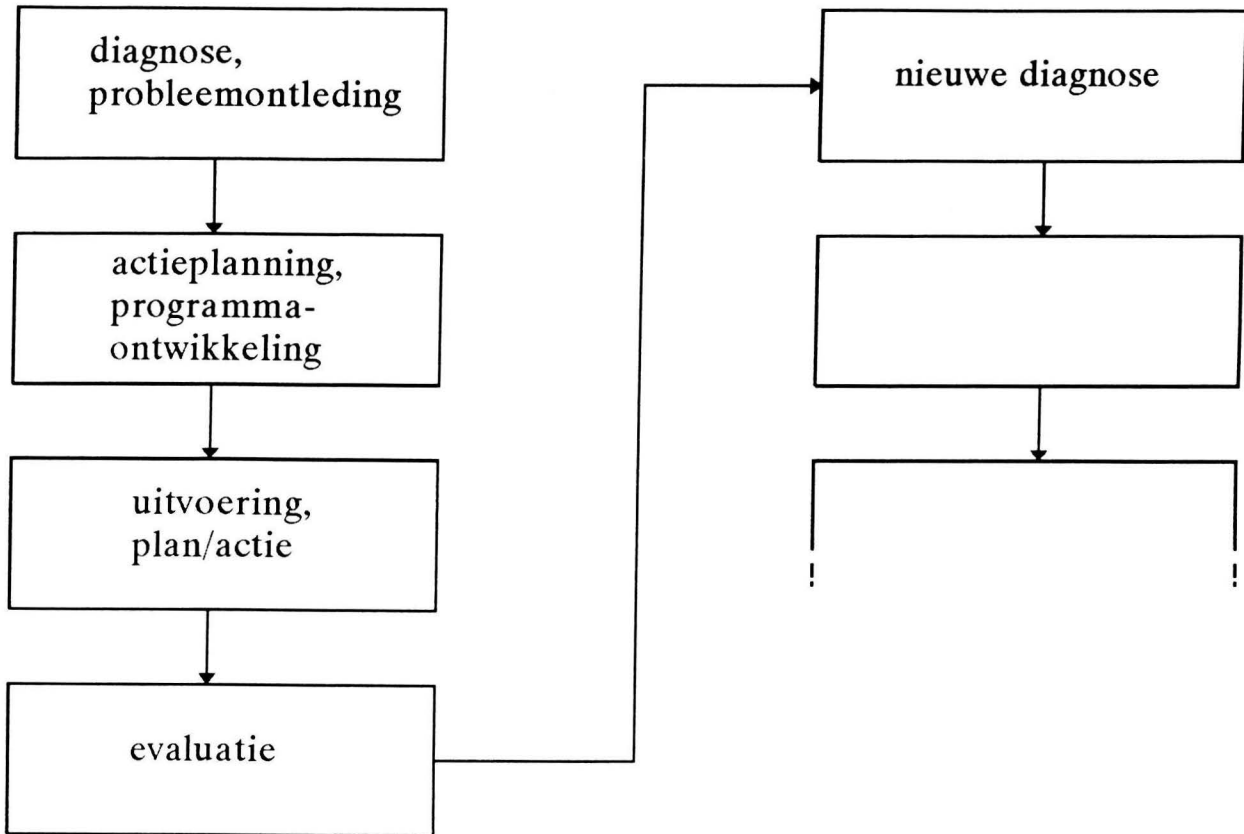 diagnose,
probleemontleding
actieplanning,
programma-
ontwikkeling
uitvoering,
plan/actie
evaluatie
nieuwe diagnose